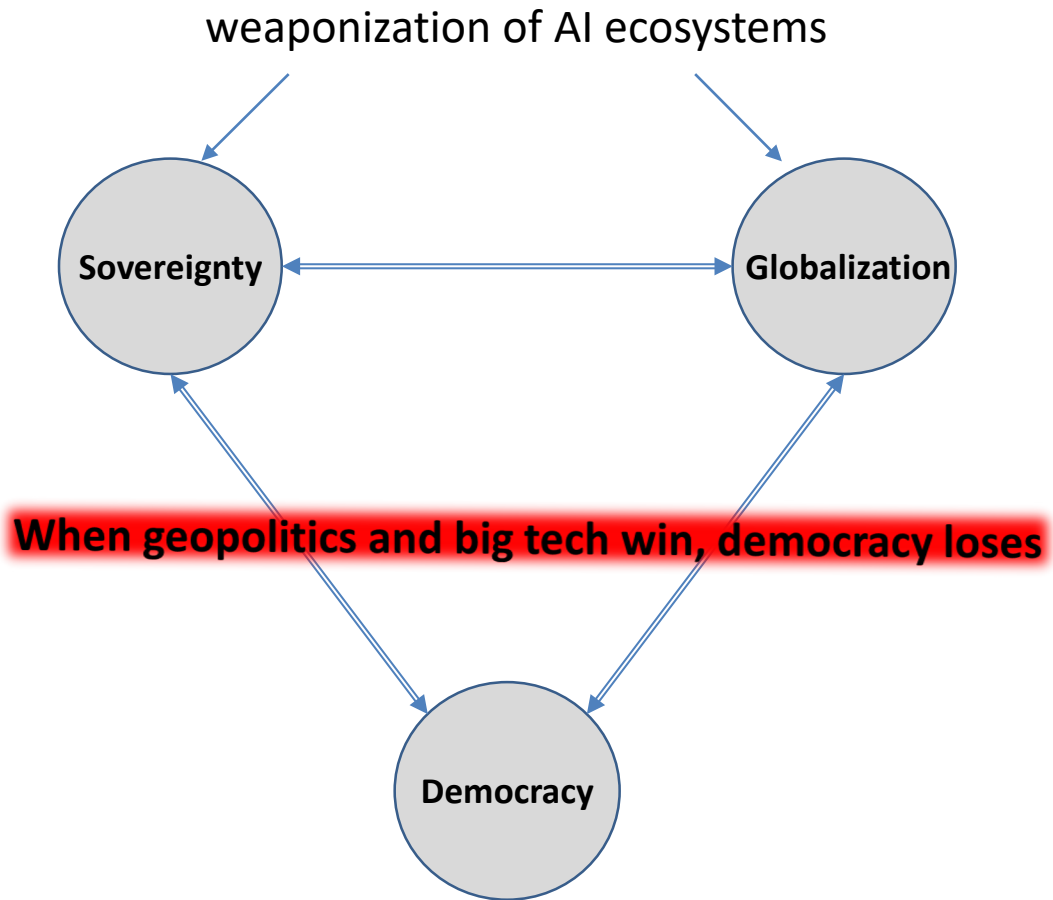 weaponization of AI ecosystems
Sovereignty
Globalization
When geopolitics and big tech win, democracy loses
Democracy